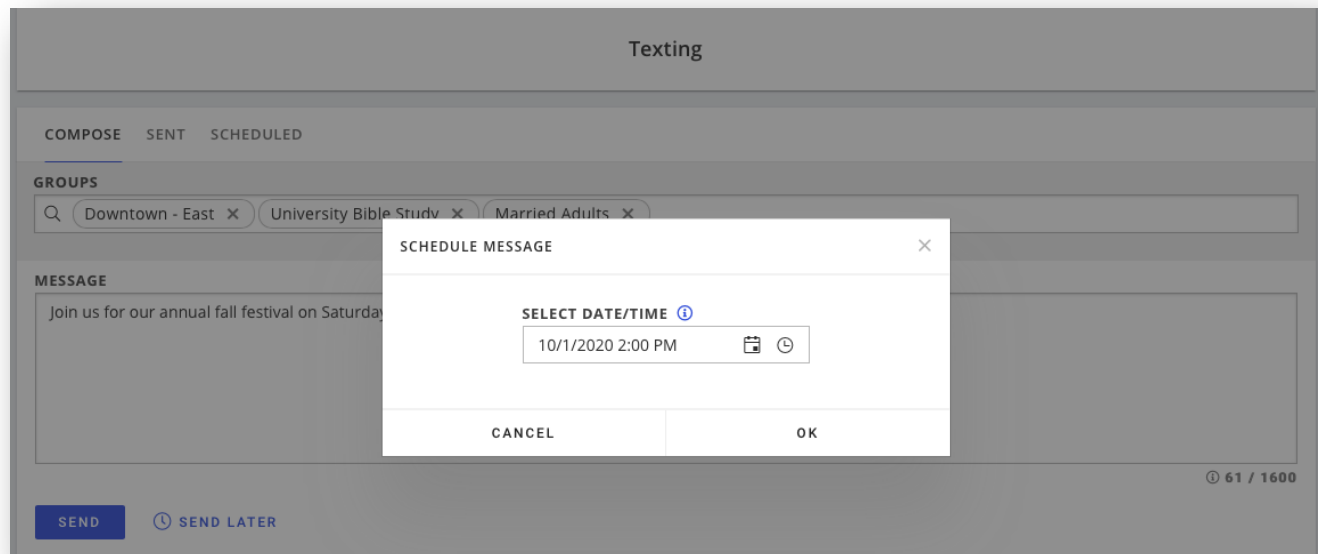 Texting
COMPOSE SENT SCHEDULED
GROUPS
Downtown - East University Bible Study Married Adults
SCHEDULE MESSAGE
MESSAGE
Join us for our annual fall festival on Saturday
SELECT DATE/TIME
10/1/2020 2:00 PM
CANCEL OK
61 / 1600
SEND SEND LATER